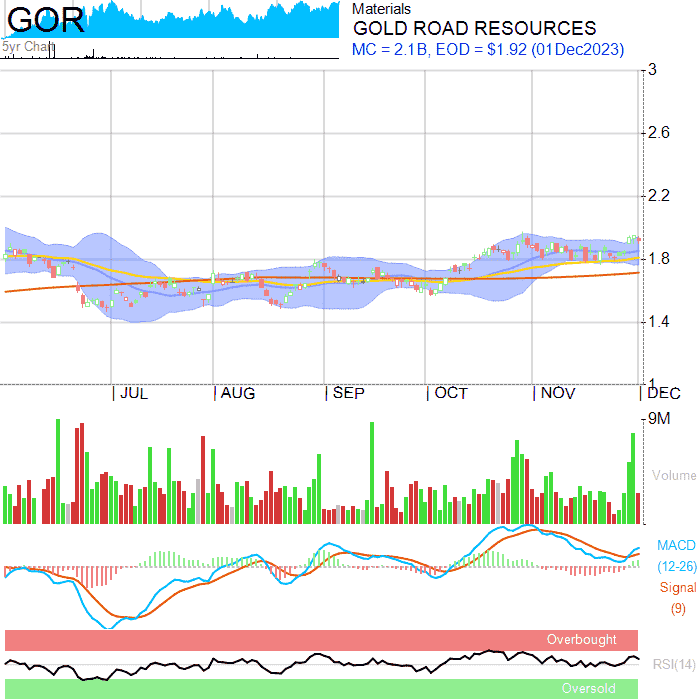 GOR
5yr Chart
Materials
GOLD ROAD RESOURCES
MC = 2.1B, EOD = $1.92 (01Dec2023)
3
2.6
2.2
1.8
1.4
1
JUL AUG SEP OCT NOV DEC
9M
Volume
MACD
(12-26)
Signal
(9)
Overbought
RSI(14)
Oversold